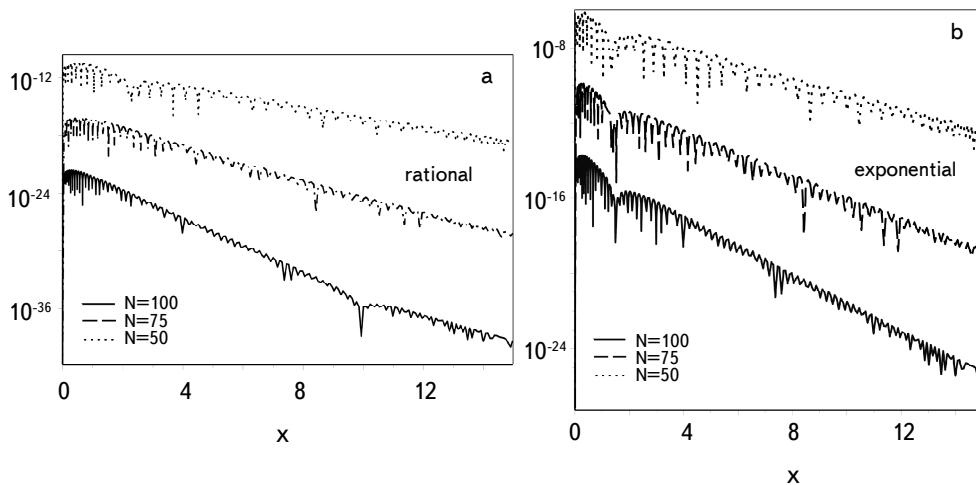 a
10^-12
10^-24
10^-36
rational
N=100
N=75
N=50
0 4 8 12
x
b
10^-8
10^-16
10^-24
exponential
N=100
N=75
N=50
0 4 8 12
x